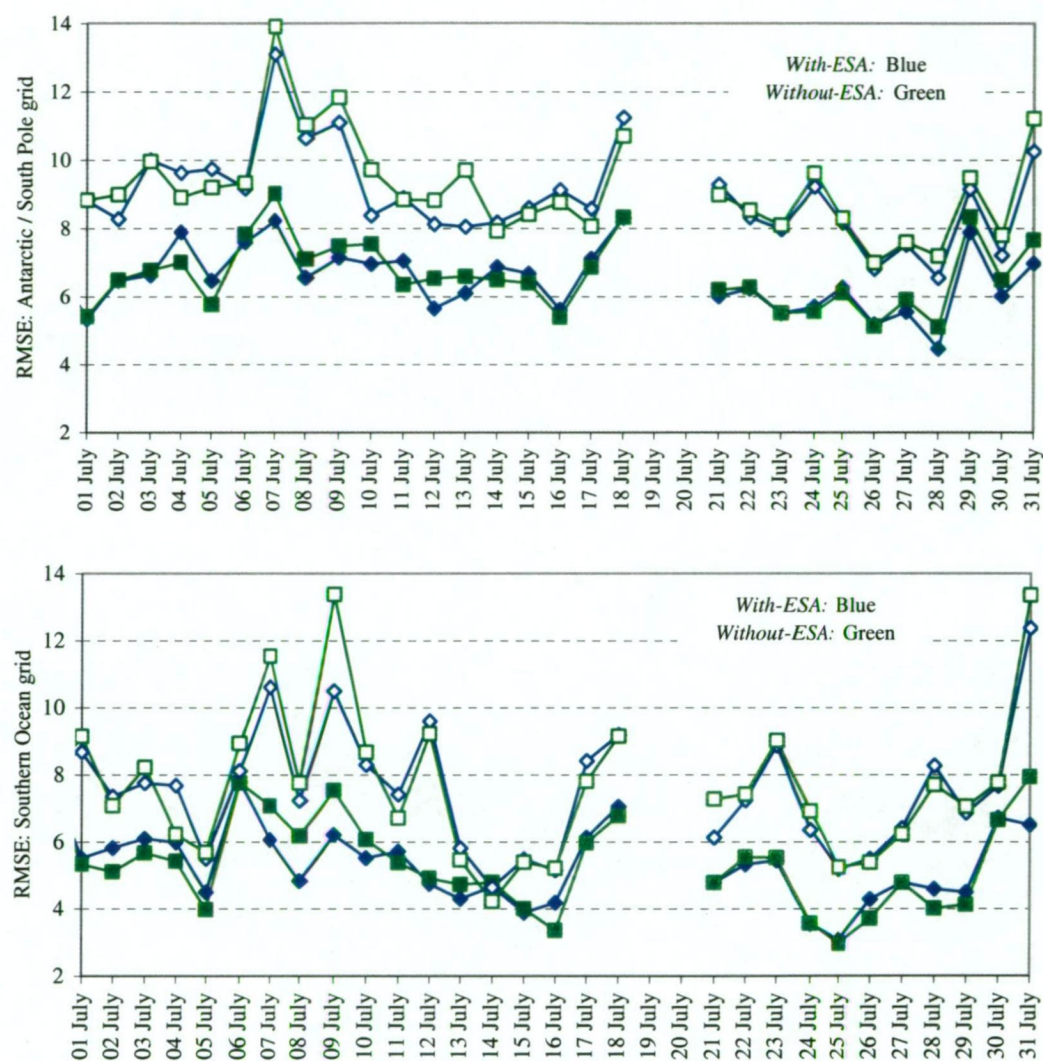 RMSE: Antarctic / South Pole grid
14
12
10
8
6
4
2
With-ESA: Blue
Without-ESA: Green
01 July
02 July
03 July
04 July
05 July
06 July
07 July
08 July
09 July
10 July
11 July
12 July
13 July
14 July
15 July
16 July
17 July
18 July
19 July
20 July
21 July
22 July
23 July
24 July
25 July
26 July
27 July
28 July
29 July
30 July
31 July
RMSE: Southern Ocean grid
14
12
10
8
6
4
2
With-ESA: Blue
Without-ESA: Green
01 July
02 July
03 July
04 July
05 July
06 July
07 July
08 July
09 July
10 July
11 July
12 July
13 July
14 July
15 July
16 July
17 July
18 July
19 July
20 July
21 July
22 July
23 July
24 July
25 July
26 July
27 July
28 July
29 July
30 July
31 July